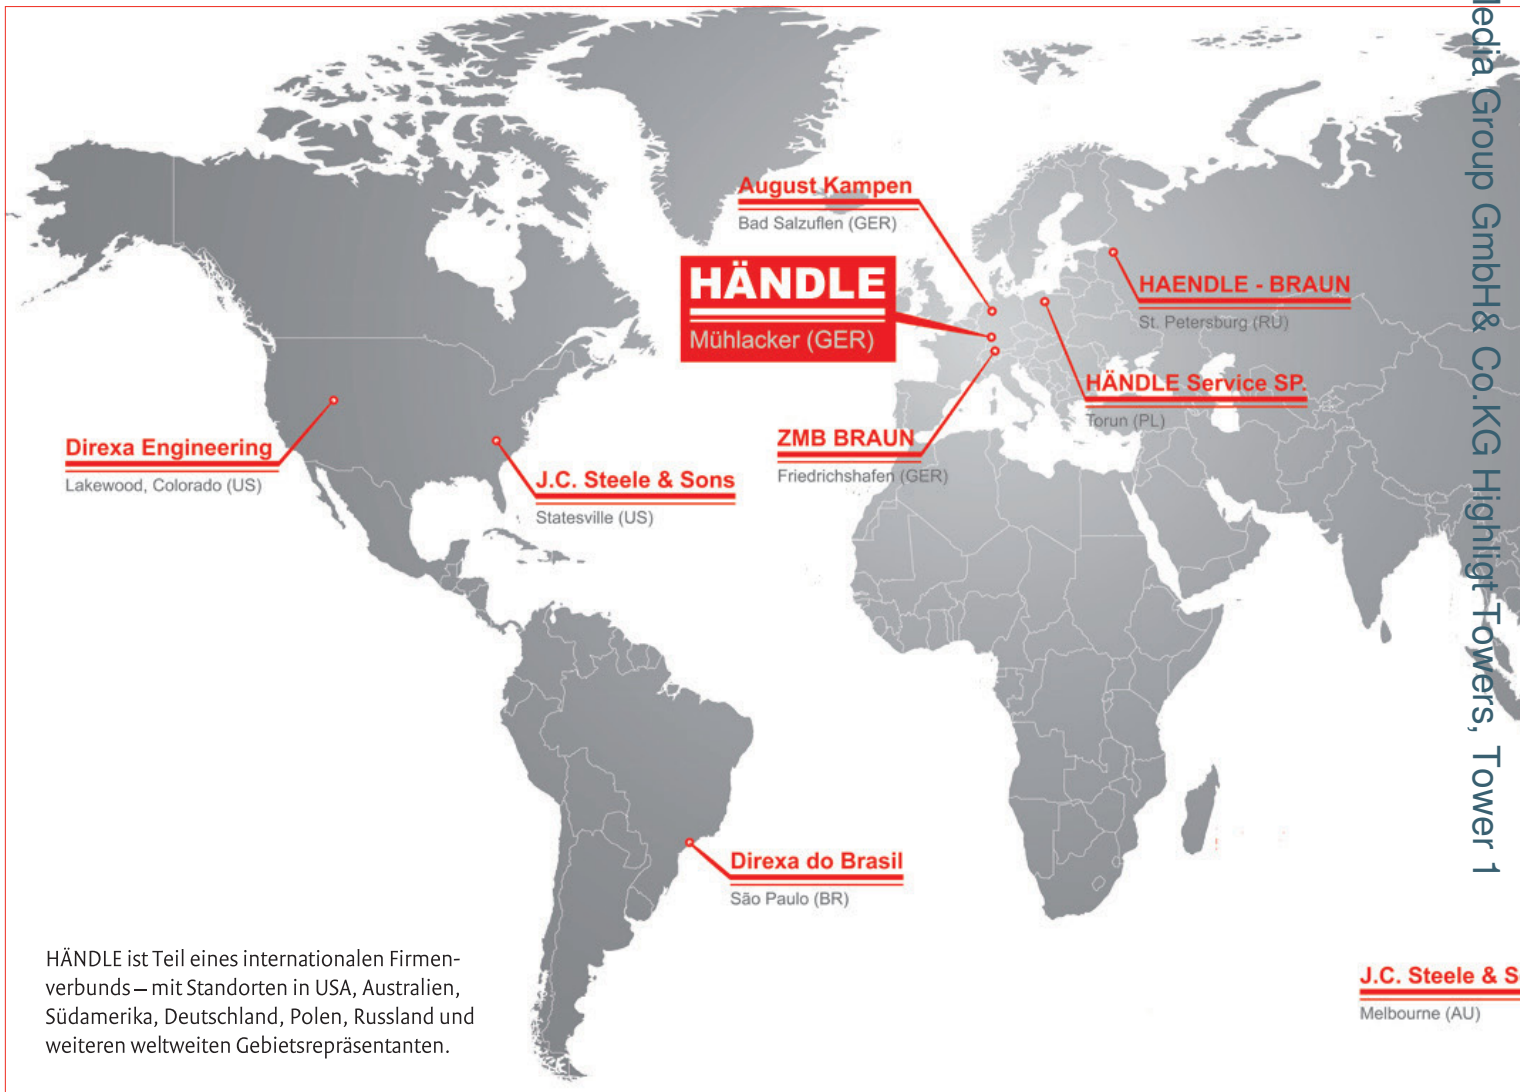 August Kampen
Bad Salzuflen (GER)
HÄNDLE
Mühlacker (GER)
HAENDLE - BRAUN
St. Petersburg (RU)
HÄNDLE Service SP.
Torun (PL)
ZMB BRAUN
Friedrichshafen (GER)
Direxa Engineering
Lakewood, Colorado (US)
J.C. Steele & Sons
Statesville (US)
Direxa do Brasil
São Paulo (BR)
J.C. Steele & S
Melbourne (AU)
HÄNDLE ist Teil eines internationalen Firmen-
verbunds – mit Standorten in USA, Australien,
Südamerika, Deutschland, Polen, Russland und
weiteren weltweiten Gebietsrepräsentanten.
edia Group GmbH& Co.KG Highligt Towers, Tower 1